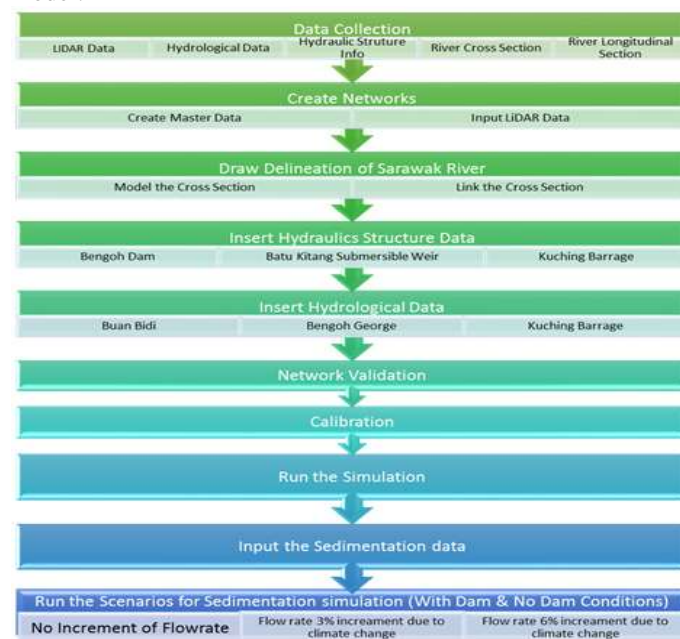 Data Collection
LIDAR Data
Hydrological Data
Hydraulic Struture
Info
River Cross Section
River Longitudinal
Section
Create Networks
Create Master Data
Input LiDAR Data
Draw Delineation of Sarawak River
Model the Cross Section
Link the Cross Section
Insert Hydraulics Structure Data
Bengoh Dam
Batu Kitang Submersible Weir
Kuching Barrage
Insert Hydrological Data
Buan Bidi
Bengoh George
Kuching Barrage
Network Validation
Calibration
Run the Simulation
Input the Sedimentation data
Run the Scenarios for Sedimentation simulation (With Dam & No Dam Conditions)
No Increment of Flowrate
Flow rate 3% increament due to
climate change
Flow rate 6% increament due to
climate change